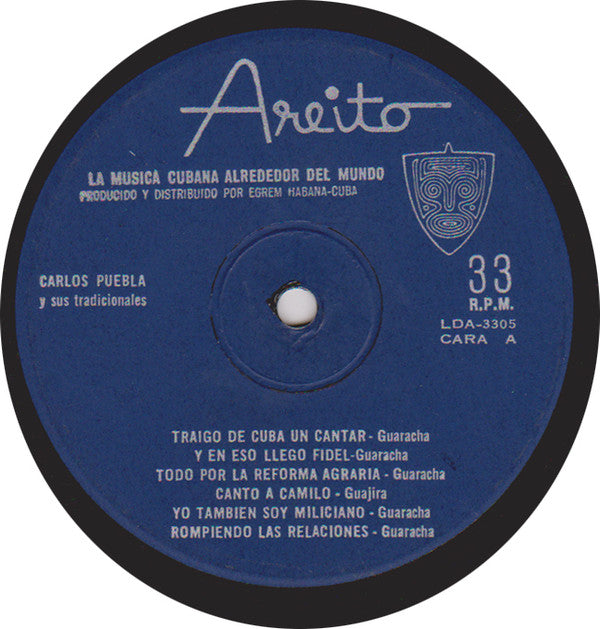 Areito
LA MUSICA CUBANA ALREDEDOR DEL MUNDO
PRODUCIDO Y DISTRIBUIDO POR EGREM HABANA-CUBA
CARLOS PUEBLA
y sus tradicionales
33
R.P.M.
LDA-3305
CARA A
TRAIGO DE CUBA UN CANTAR - Guaracha
Y EN ESO LLEGO FIDEL-Guaracha
TODO POR LA REFORMA AGRARIA - Guaracha
CANTO A CAMILO - Guajira
YO TAMBIEN SOY MILICIANO - Guaracha
ROMPIENDO LAS RELACIONES - Guaracha